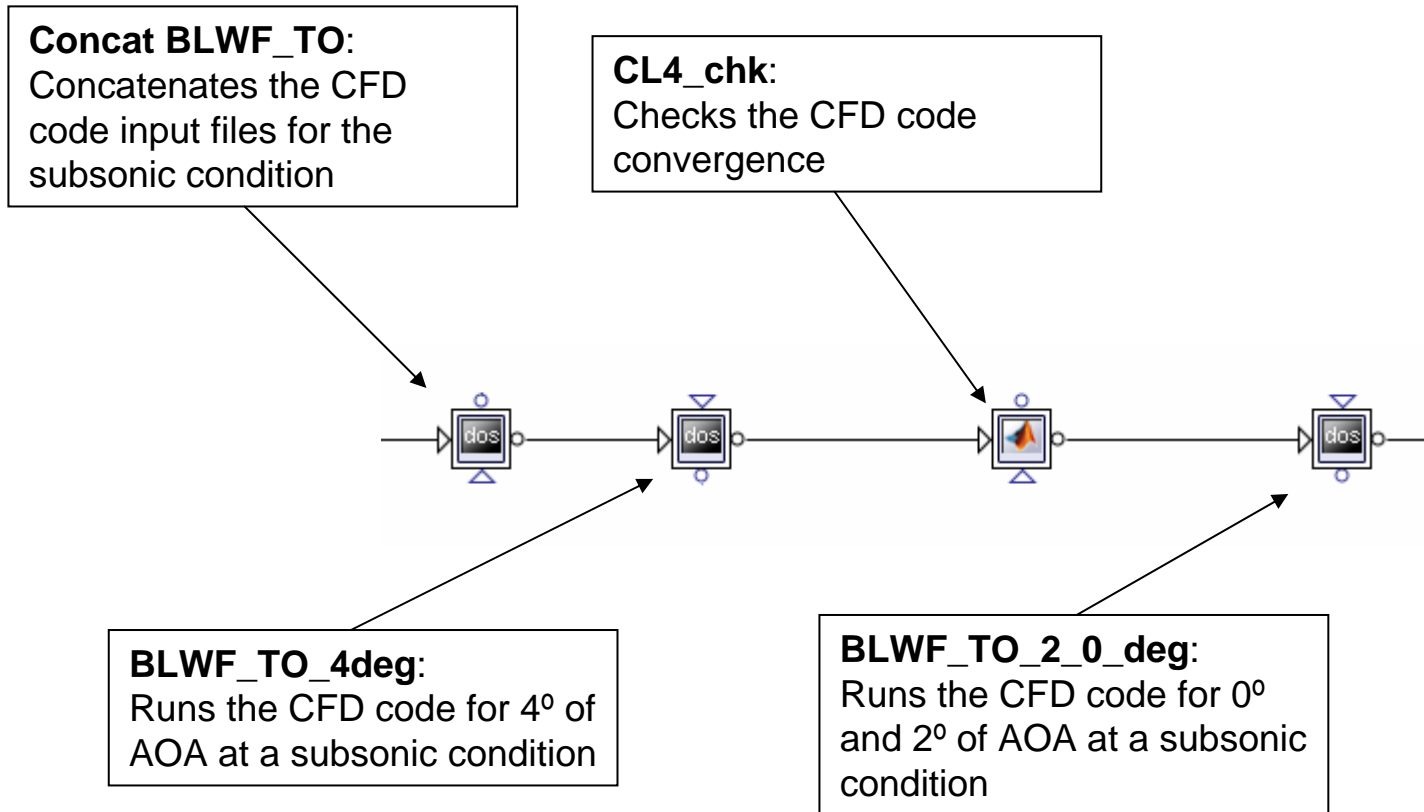 Concat BLWF_TO:
Concatenates the CFD
code input files for the
subsonic condition
CL4_chk:
Checks the CFD code
convergence
dos
dos
dos
BLWF_TO_4deg:
Runs the CFD code for 4º of
AOA at a subsonic condition
BLWF_TO_2_0_deg:
Runs the CFD code for 0º
and 2º of AOA at a subsonic
condition